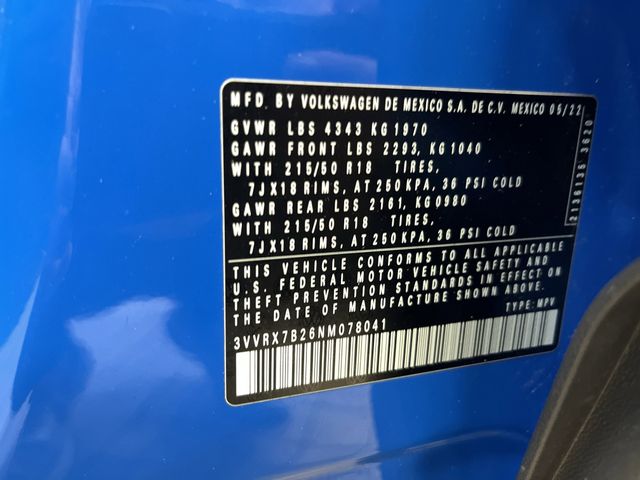 MFD. BY VOLKSWAGEN DE MEXICO S.A. DE C.V. MEXICO 05/22
GVWR LBS 4343 KG 1970
GAWR FRONT LBS 2293, KG 1040
WITH 215/50 R18 TIRES,
7JX18 RIMS, AT 250 KPA, 36 PSI COLD
GAWR REAR LBS 2161, KG 0980
WITH 215/50 R18 TIRES,
7JX18 RIMS, AT 250 KPA, 36 PSI COLD
THIS VEHICLE CONFORMS TO ALL APPLICABLE
U.S. FEDERAL MOTOR VEHICLE SAFETY AND
THEFT PREVENTION STANDARDS IN EFFECT ON
THE DATE OF MANUFACTURE SHOWN ABOVE.
TYPE: MPV
3VVRX7B26NM078041
2136135 3620